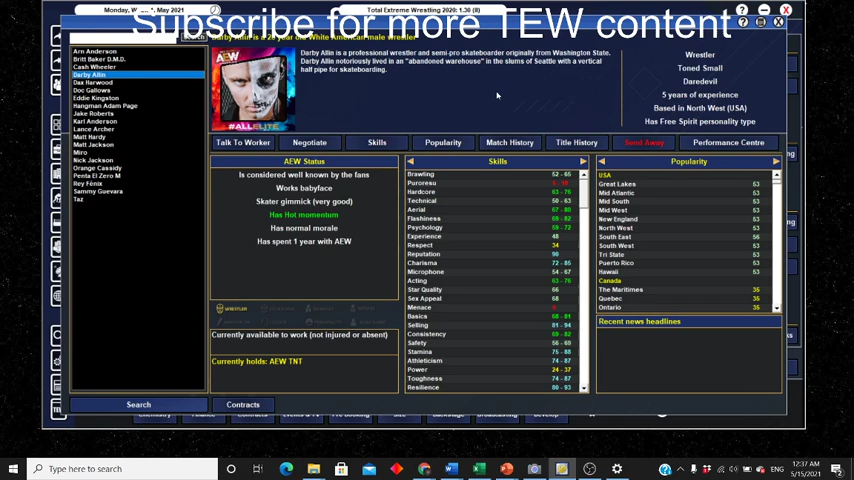 Subscribe for more TEW content
Total Extreme Wrestling 2020: 1.30 (8)
Search
Darby Allin is a 28 year old White American male wrestler
Arn Anderson
Britt Baker D.M.D.
Cash Wheeler
Darby Allin
Dax Harwood
Doc Gallows
Eddie Kingston
Hangman Adam Page
Jake Roberts
Karl Anderson
Lance Archer
Matt Hardy
Matt Jackson
Miro
Nick Jackson
Orange Cassidy
Penta El Zero M
Rey Fénix
Sammy Guevara
Taz
AEW
#ALLELITE
Darby Allin is a professional wrestler and semi-pro skateboarder originally from Washington State.
Darby Allin notoriously lived in an "abandoned warehouse" in the slums of Seattle with a vertical
half pipe for skateboarding.
Wrestler
Toned Small
Daredevil
5 years of experience
Based in North West (USA)
Has Free Spirit personality type
Talk To Worker
Negotiate
Skills
Popularity
Match History
Title History
Send Away
Performance Centre
AEW Status
Is considered well known by the fans
Works babyface
Skater gimmick (very good)
Has Hot momentum
Has normal morale
Has spent 1 year with AEW
WRESTLER
Currently available to work (not injured or absent)
Currently holds: AEW TNT
Skills
Brawling 52 - 65
Puroresu
Hardcore 63 - 76
Technical 50 - 63
Aerial 67 - 80
Flashiness 69 - 82
Psychology 59 - 72
Experience 48
Respect 34
Reputation 90
Charisma 72 - 85
Microphone 54 - 67
Acting 63 - 76
Star Quality 66
Sex Appeal 68
Menace
Basics 68 - 81
Selling 81 - 94
Consistency 69 - 82
Safety 56 - 69
Stamina 75 - 88
Athleticism 74 - 87
Power 24 - 37
Toughness 74 - 87
Resilience 80 - 93
Popularity
USA
Great Lakes 53
Mid Atlantic 53
Mid South 53
Mid West 53
New England 53
North West 53
South East 56
South West 53
Tri State 53
Puerto Rico 53
Hawaii 53
Canada
The Maritimes 35
Quebec 35
Ontario 35
Recent news headlines
Search
Contracts
Type here to search
ENG
12:37 AM
5/15/2021